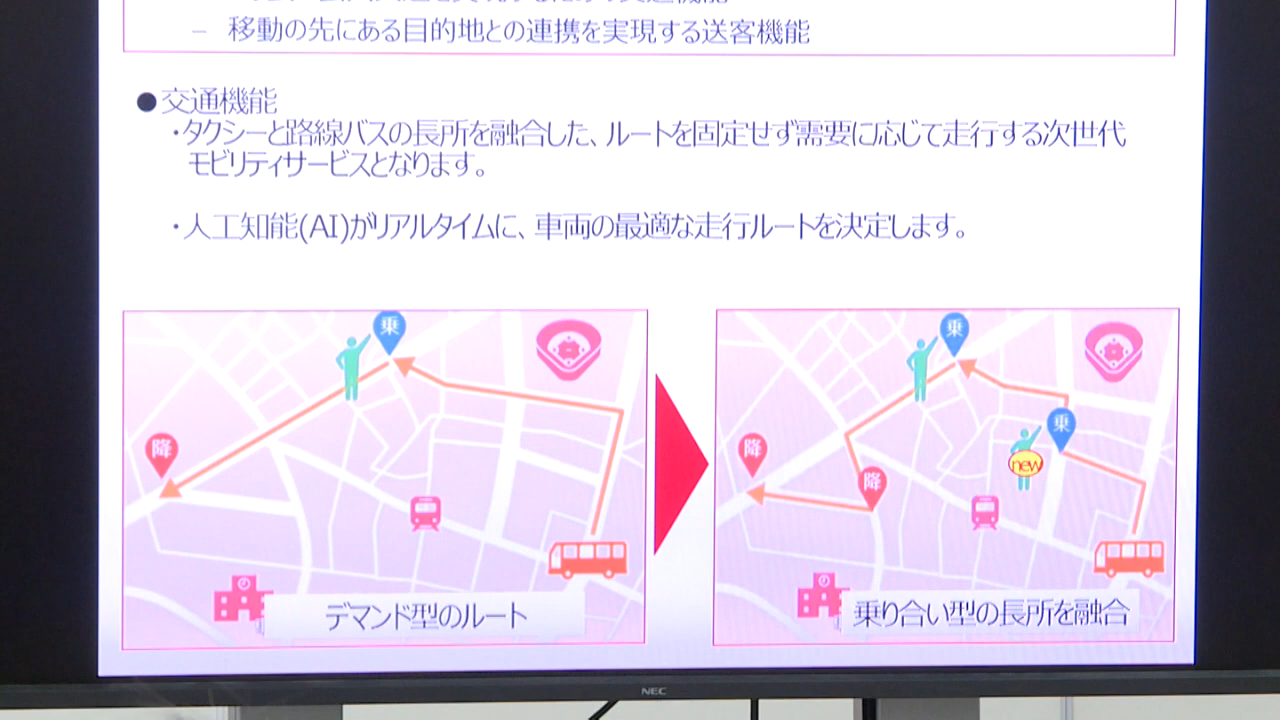 – 移動の先にある目的地との連携を実現する送客機能
●交通機能
・タクシーと路線バスの長所を融合した、ルートを固定せず需要に応じて走行する次世代
モビリティサービスとなります。
・人工知能(AI)がリアルタイムに、車両の最適な走行ルートを決定します。
乗
乗
降
乗
降
new
降
デマンド型のルート
乗り合い型の長所を融合
NEC